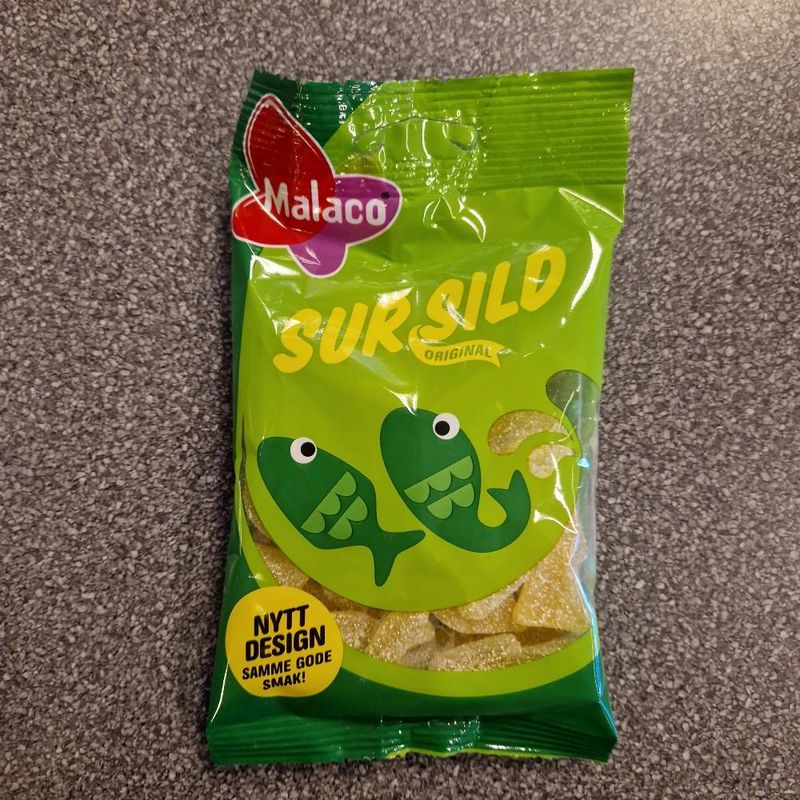 Malaco®
SUR SILD
ORIGINAL
NYTT
DESIGN
SAMME GODE
SMAK!